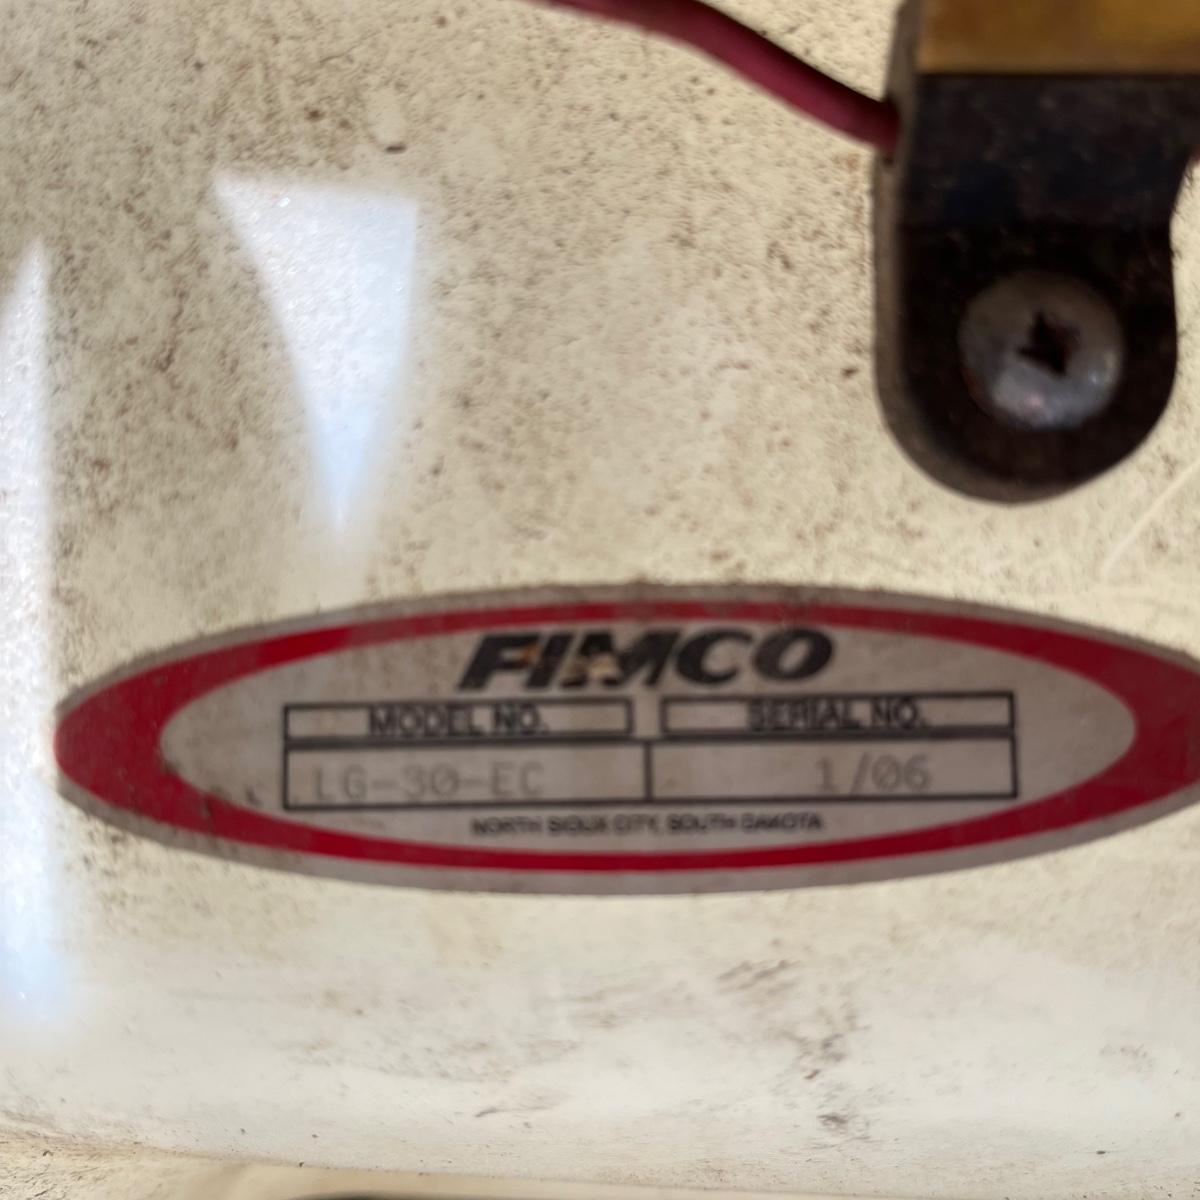 FIMCO
MODEL NO. SERIAL NO.
LG-30-EC 1/06
NORTH SIOUX CITY, SOUTH DAKOTA